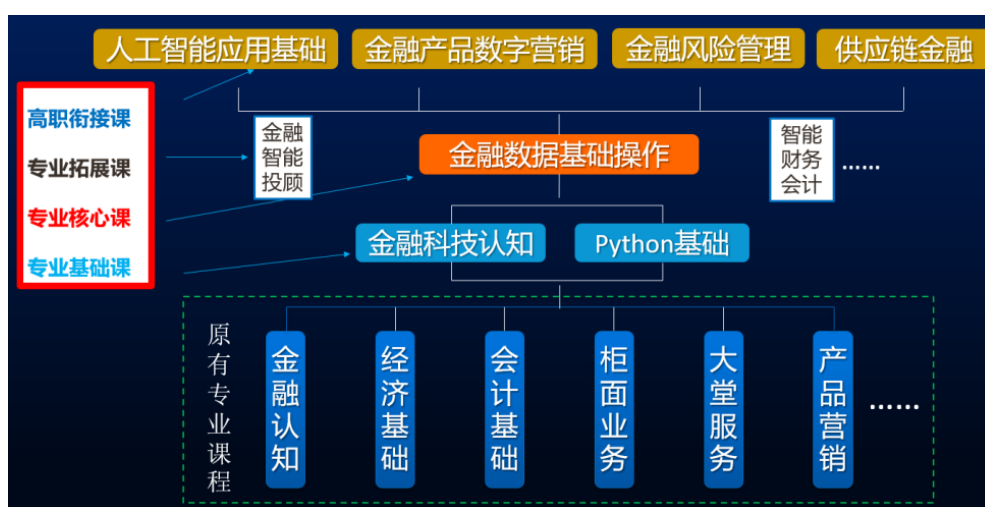 人工智能应用基础 金融产品数字营销 金融风险管理 供应链金融
高职衔接课
专业拓展课
专业核心课
专业基础课
金融
智能
投顾
金融数据基础操作
智能
财务
会计
......
金融科技认知 Python基础
原有专业课程
金融认知
经济基础
会计基础
柜面业务
大堂服务
产品营销
......